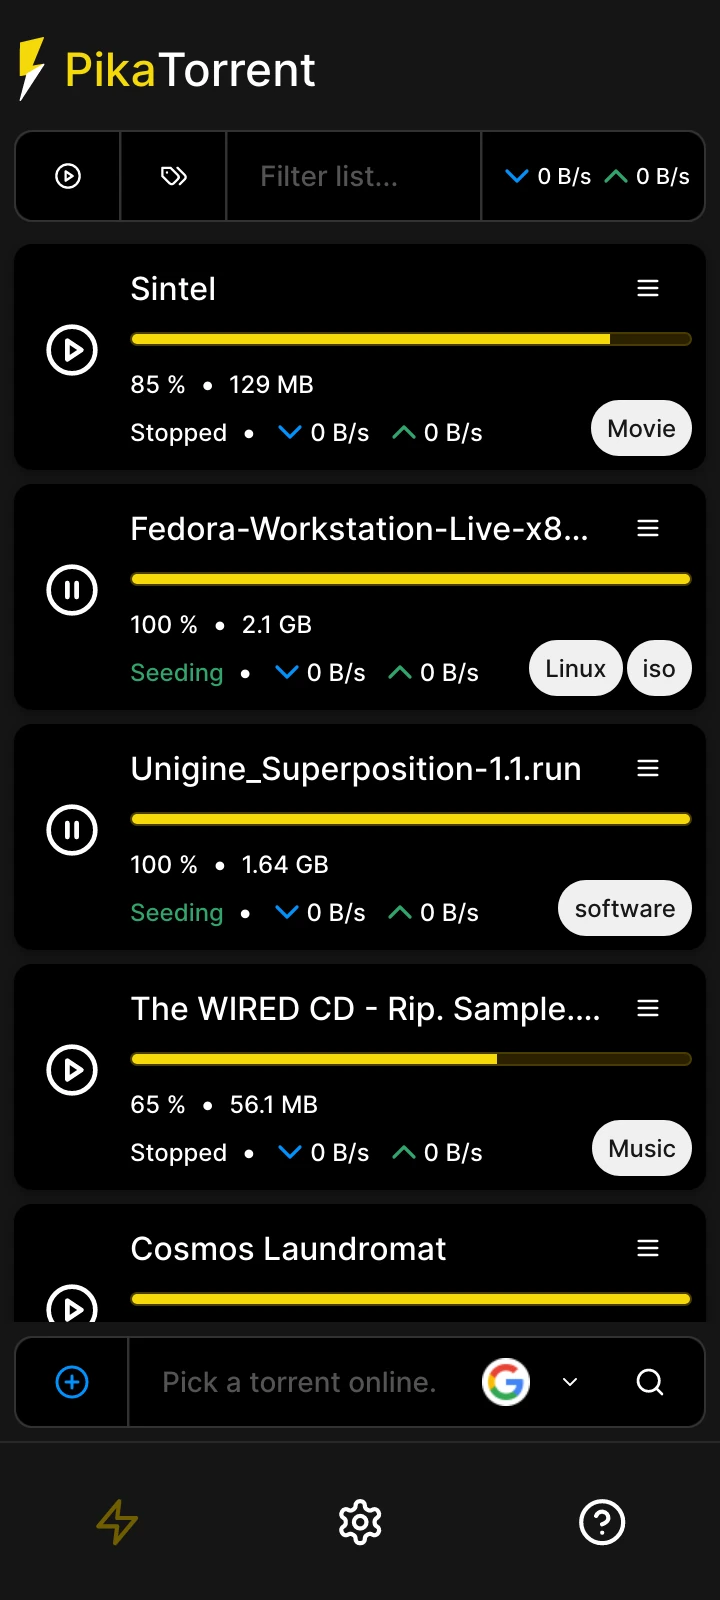 PikaTorrent
Filter list...
0 B/s 0 B/s
Sintel
85 % • 129 MB
Stopped • 0 B/s 0 B/s
Movie
Fedora-Workstation-Live-x8...
100 % • 2.1 GB
Seeding • 0 B/s 0 B/s
Linux iso
Unigine_Superposition-1.1.run
100 % • 1.64 GB
Seeding • 0 B/s 0 B/s
software
The WIRED CD - Rip. Sample....
65 % • 56.1 MB
Stopped • 0 B/s 0 B/s
Music
Cosmos Laundromat
Pick a torrent online.